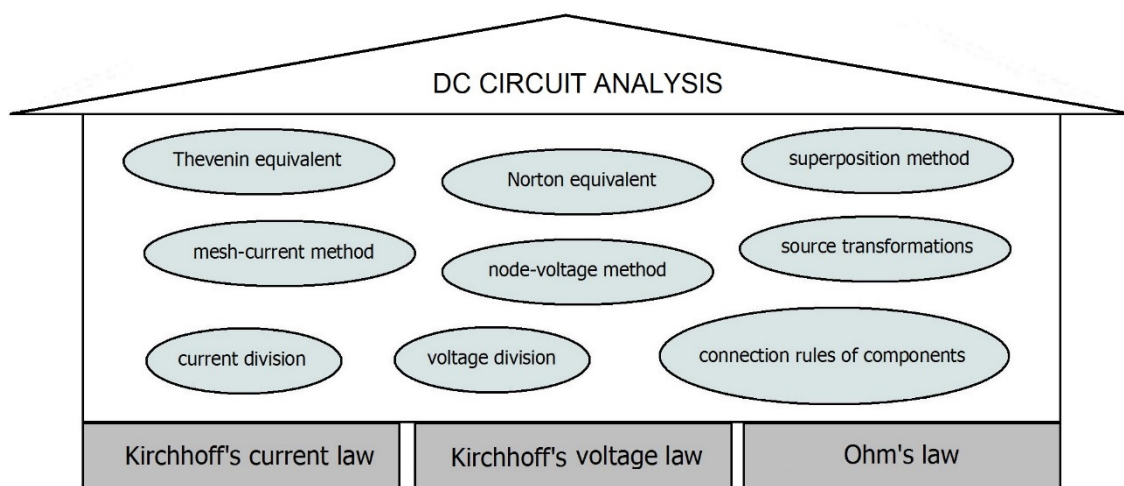 DC CIRCUIT ANALYSIS
Thevenin equivalent
Norton equivalent
superposition method
mesh-current method
node-voltage method
source transformations
current division
voltage division
connection rules of components
Kirchhoff's current law
Kirchhoff's voltage law
Ohm's law